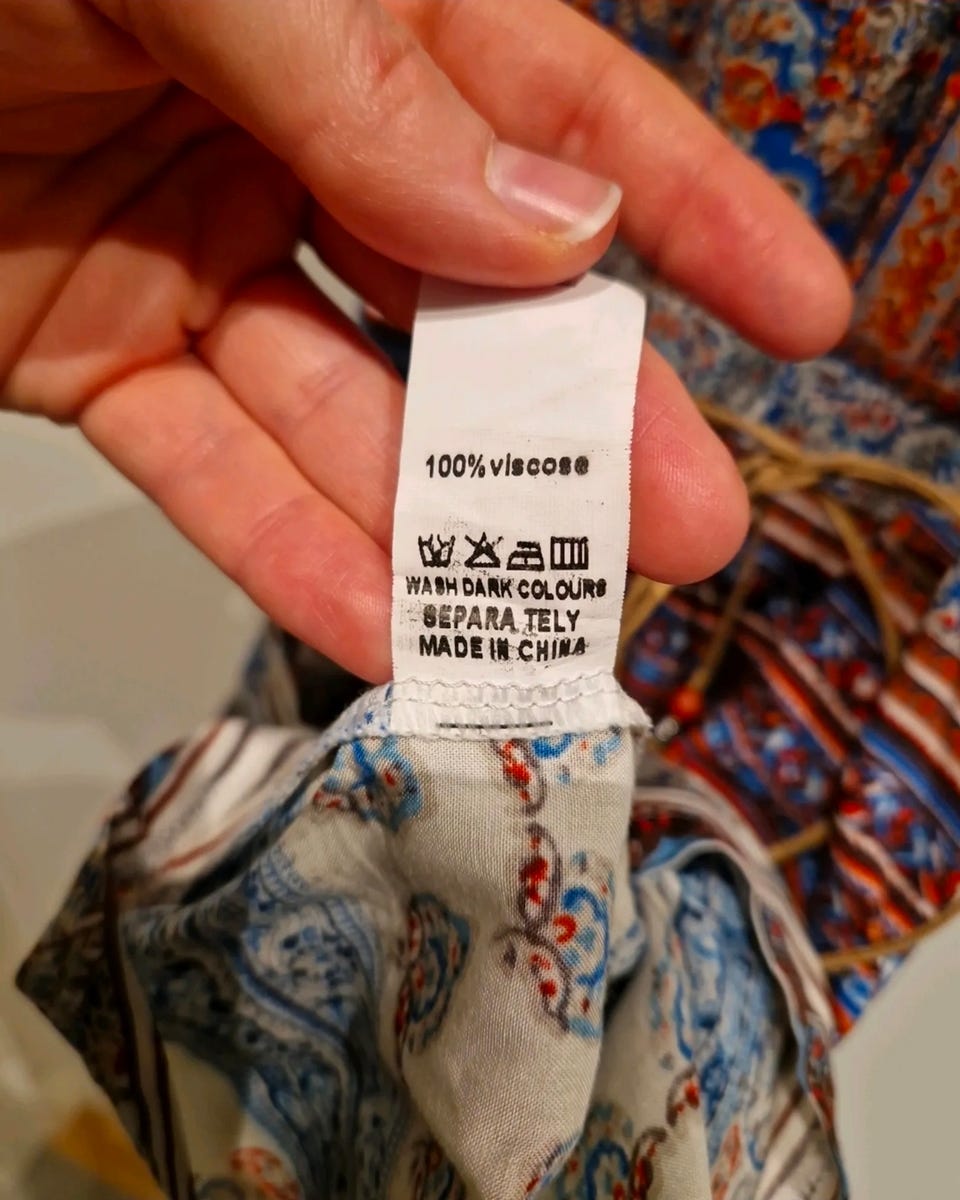 100% viscose
WASH DARK COLOURS
SEPARA TELY
MADE IN CHINA